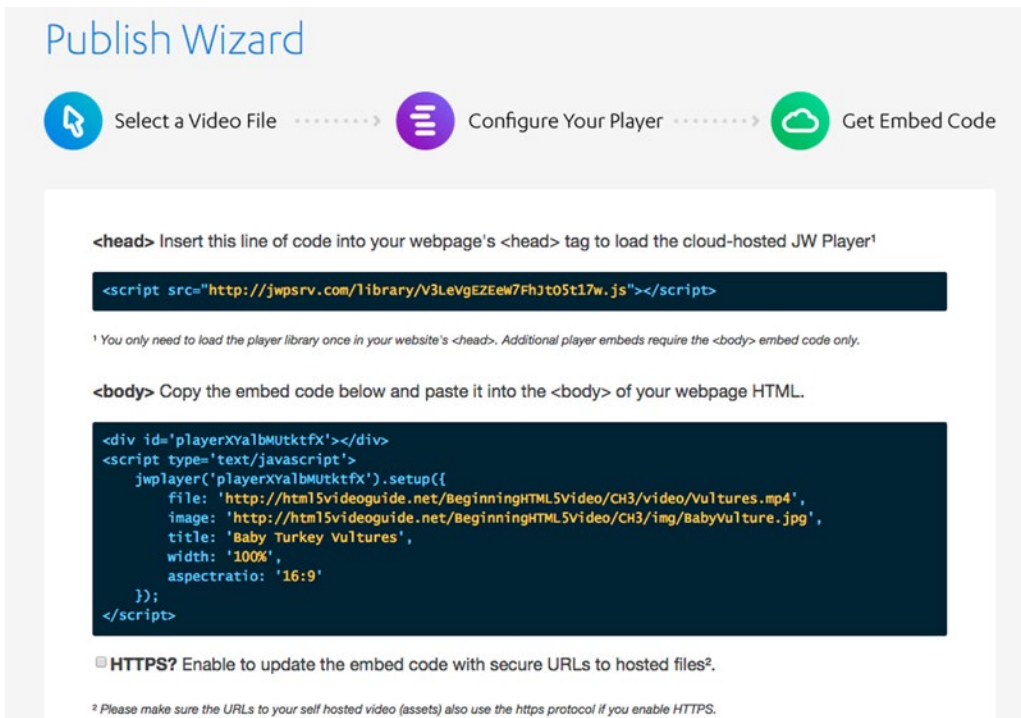 Publish Wizard
Select a Video File
Configure Your Player
Get Embed Code
<head> Insert this line of code into your webpage's <head> tag to load the cloud-hosted JW Player¹
<script src="http://jwpsrv.com/library/V3LeVgEZEeW7FhJtO5t17w.js"></script>
¹ You only need to load the player library once in your website's <head>. Additional player embeds require the <body> embed code only.
<body> Copy the embed code below and paste it into the <body> of your webpage HTML.
<div id='playerXYalbMUtktfX'></div>
<script type='text/javascript'>
jwplayer('playerXYalbMUtktfX').setup({
file: 'http://html5videoguide.net/BeginningHTML5Video/CH3/video/Vultures.mp4',
image: 'http://html5videoguide.net/BeginningHTML5Video/CH3/img/BabyVulture.jpg',
title: 'Baby Turkey Vultures',
width: '100%',
aspectratio: '16:9'
});
</script>
HTTPS? Enable to update the embed code with secure URLs to hosted files².
² Please make sure the URLs to your self hosted video (assets) also use the https protocol if you enable HTTPS.